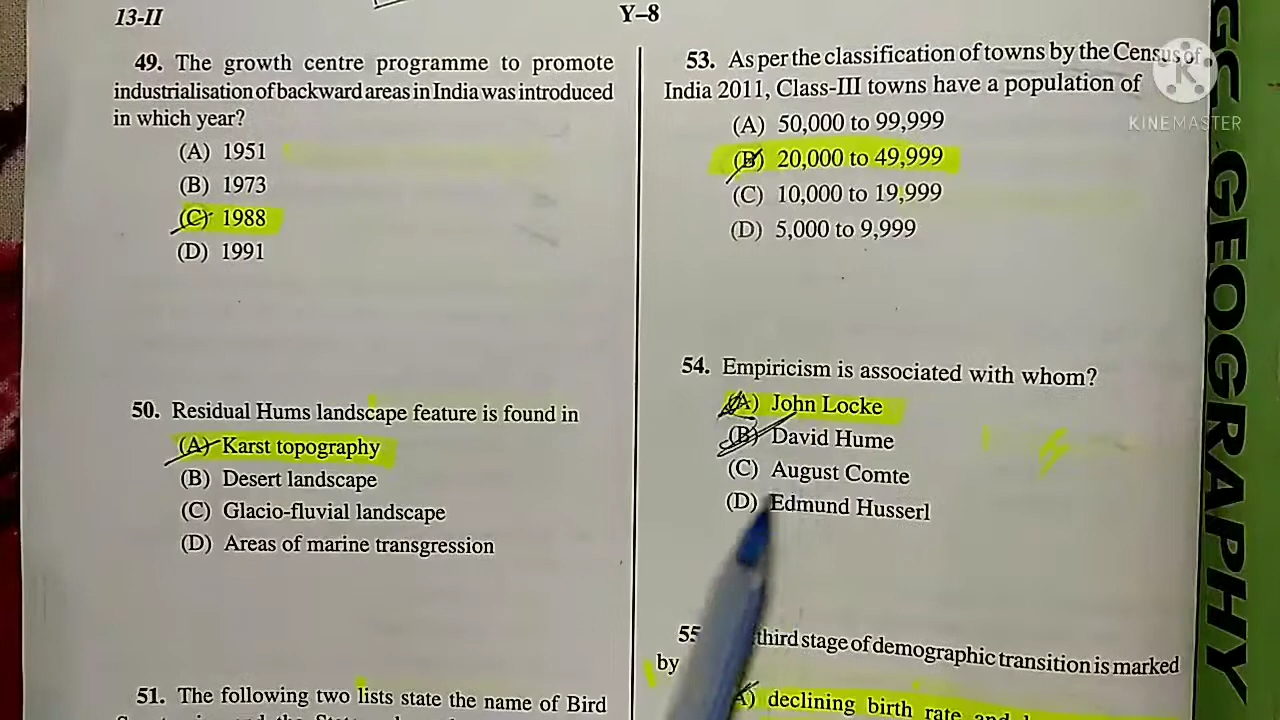 13-II
Y–8
49. The growth centre programme to promote
industrialisation of backward areas in India was introduced
in which year?
(A) 1951
(B) 1973
(C) 1988
(D) 1991
50. Residual Hums landscape feature is found in
(A) Karst topography
(B) Desert landscape
(C) Glacio-fluvial landscape
(D) Areas of marine transgression
51. The following two lists state the name of Bird
53. As per the classification of towns by the Census of
India 2011, Class-III towns have a population of
(A) 50,000 to 99,999
(B) 20,000 to 49,999
(C) 10,000 to 19,999
(D) 5,000 to 9,999
54. Empiricism is associated with whom?
(A) John Locke
(B) David Hume
(C) August Comte
(D) Edmund Husserl
55 third stage of demographic transition is marked
by
A) declining birth rate and
K
KINEMASTER
GC GEOGRAPHY